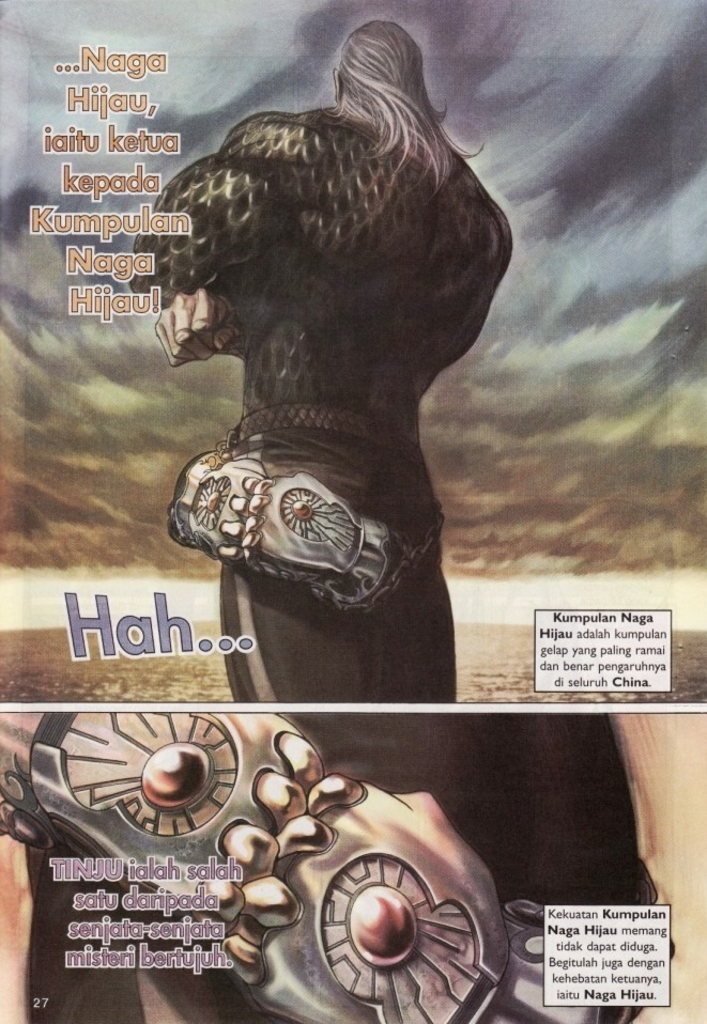 ...Naga
Hijau,
iaitu ketua
kepada
Kumpulan
Naga
Hijau!
Hah...
Kumpulan Naga
Hijau adalah kumpulan
gelap yang paling ramai
dan benar pengaruhnya
di seluruh China.
TINJU ialah salah
satu daripada
senjata-senjata
misteri bertujuh.
Kekuatan Kumpulan
Naga Hijau memang
tidak dapat diduga.
Begitulah juga dengan
kehebatan ketuanya,
iaitu Naga Hijau.
27